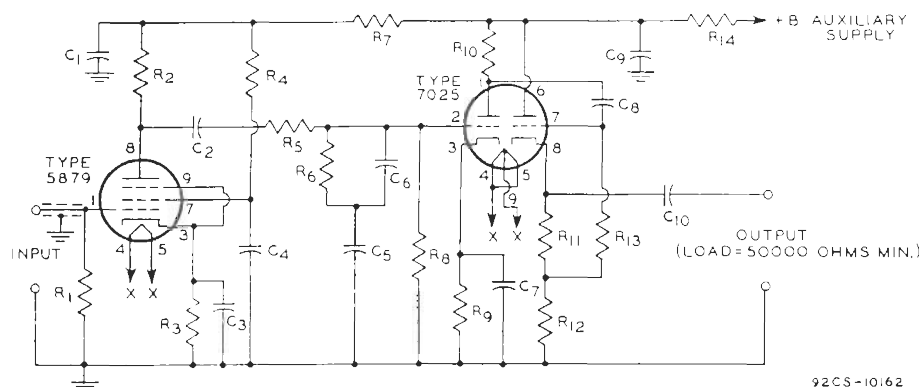 +B AUXILIARY
SUPPLY
R7
R14
R10
C1
R2
R4
C9
TYPE
7025
6
C8
2
7
3
8
4
5
9
X
X
C2
R5
R6
C6
8
TYPE
5879
1
9
7
3
4
5
X
X
INPUT
R1
R3
C3
C4
C5
R8
R9
C7
R11
R13
R12
C10
OUTPUT
(LOAD=50000 OHMS MIN.)
92CS-10162